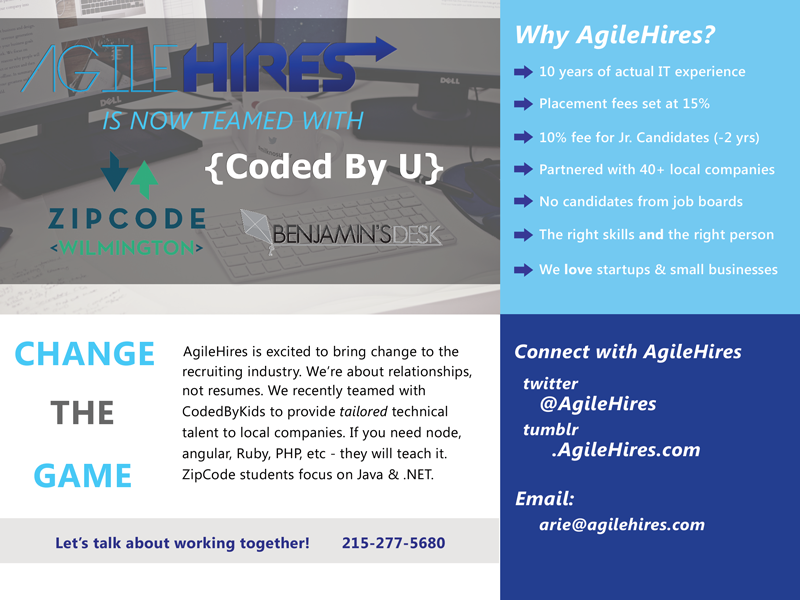 AGILEHIRES
IS NOW TEAMED WITH
{Coded By U}
ZIPCODE
<WILMINGTON>
BENJAMIN'SDESK
DELL
DELL
Why AgileHires?
10 years of actual IT experience
Placement fees set at 15%
10% fee for Jr. Candidates (-2 yrs)
Partnered with 40+ local companies
No candidates from job boards
The right skills and the right person
We love startups & small businesses
CHANGE
THE
GAME
AgileHires is excited to bring change to the
recruiting industry. We're about relationships,
not resumes. We recently teamed with
CodedByKids to provide tailored technical
talent to local companies. If you need node,
angular, Ruby, PHP, etc - they will teach it.
ZipCode students focus on Java & .NET.
Let's talk about working together! 215-277-5680
Connect with AgileHires
twitter
@AgileHires
tumblr
.AgileHires.com
Email:
arie@agilehires.com